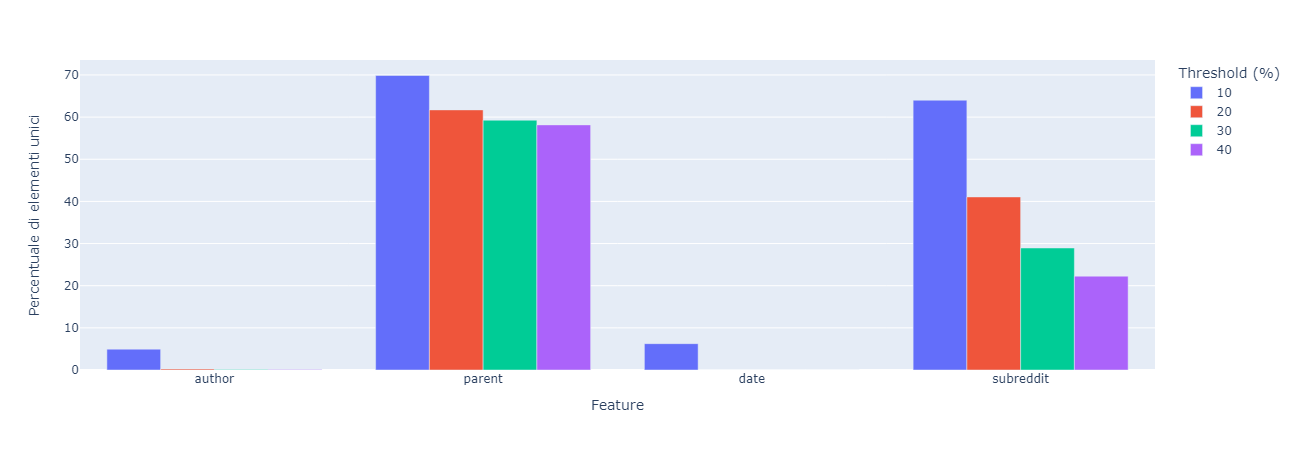 Percentuale di elementi unici
70
60
50
40
30
20
10
0
author
parent
date
subreddit
Feature
Threshold (%)
10
20
30
40